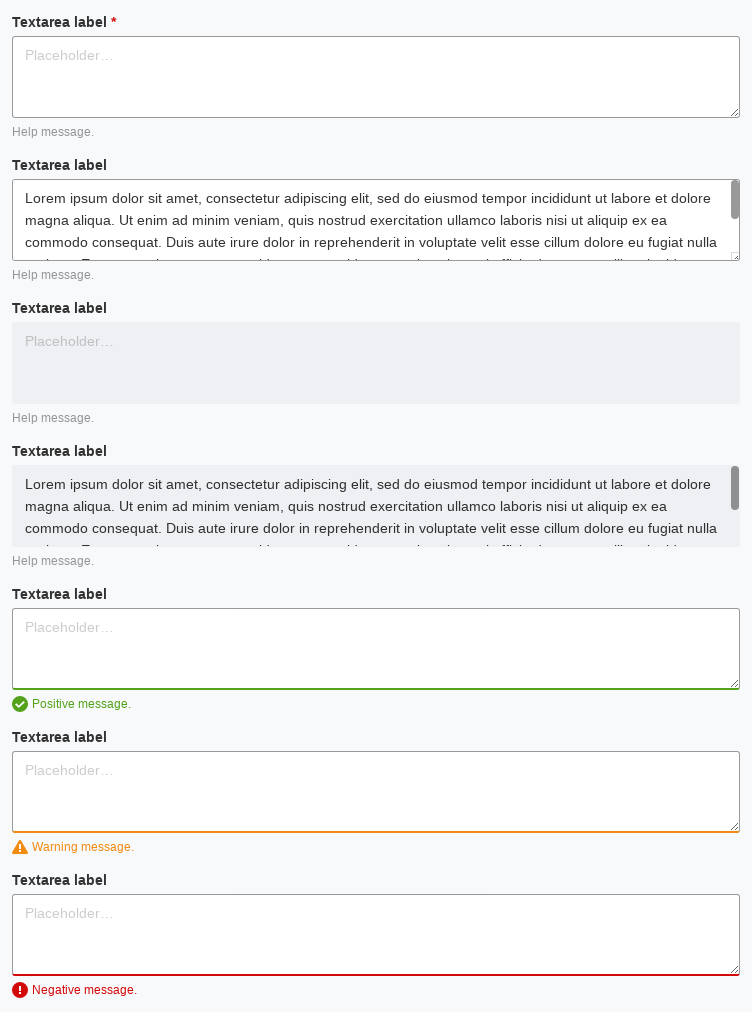 Textarea label *
Placeholder…
Help message.
Textarea label
Lorem ipsum dolor sit amet, consectetur adipiscing elit, sed do eiusmod tempor incididunt ut labore et dolore
magna aliqua. Ut enim ad minim veniam, quis nostrud exercitation ullamco laboris nisi ut aliquip ex ea
commodo consequat. Duis aute irure dolor in reprehenderit in voluptate velit esse cillum dolore eu fugiat nulla
Help message.
Textarea label
Placeholder…
Help message.
Textarea label
Lorem ipsum dolor sit amet, consectetur adipiscing elit, sed do eiusmod tempor incididunt ut labore et dolore
magna aliqua. Ut enim ad minim veniam, quis nostrud exercitation ullamco laboris nisi ut aliquip ex ea
commodo consequat. Duis aute irure dolor in reprehenderit in voluptate velit esse cillum dolore eu fugiat nulla
Help message.
Textarea label
Placeholder…
Positive message.
Textarea label
Placeholder…
Warning message.
Textarea label
Placeholder…
Negative message.